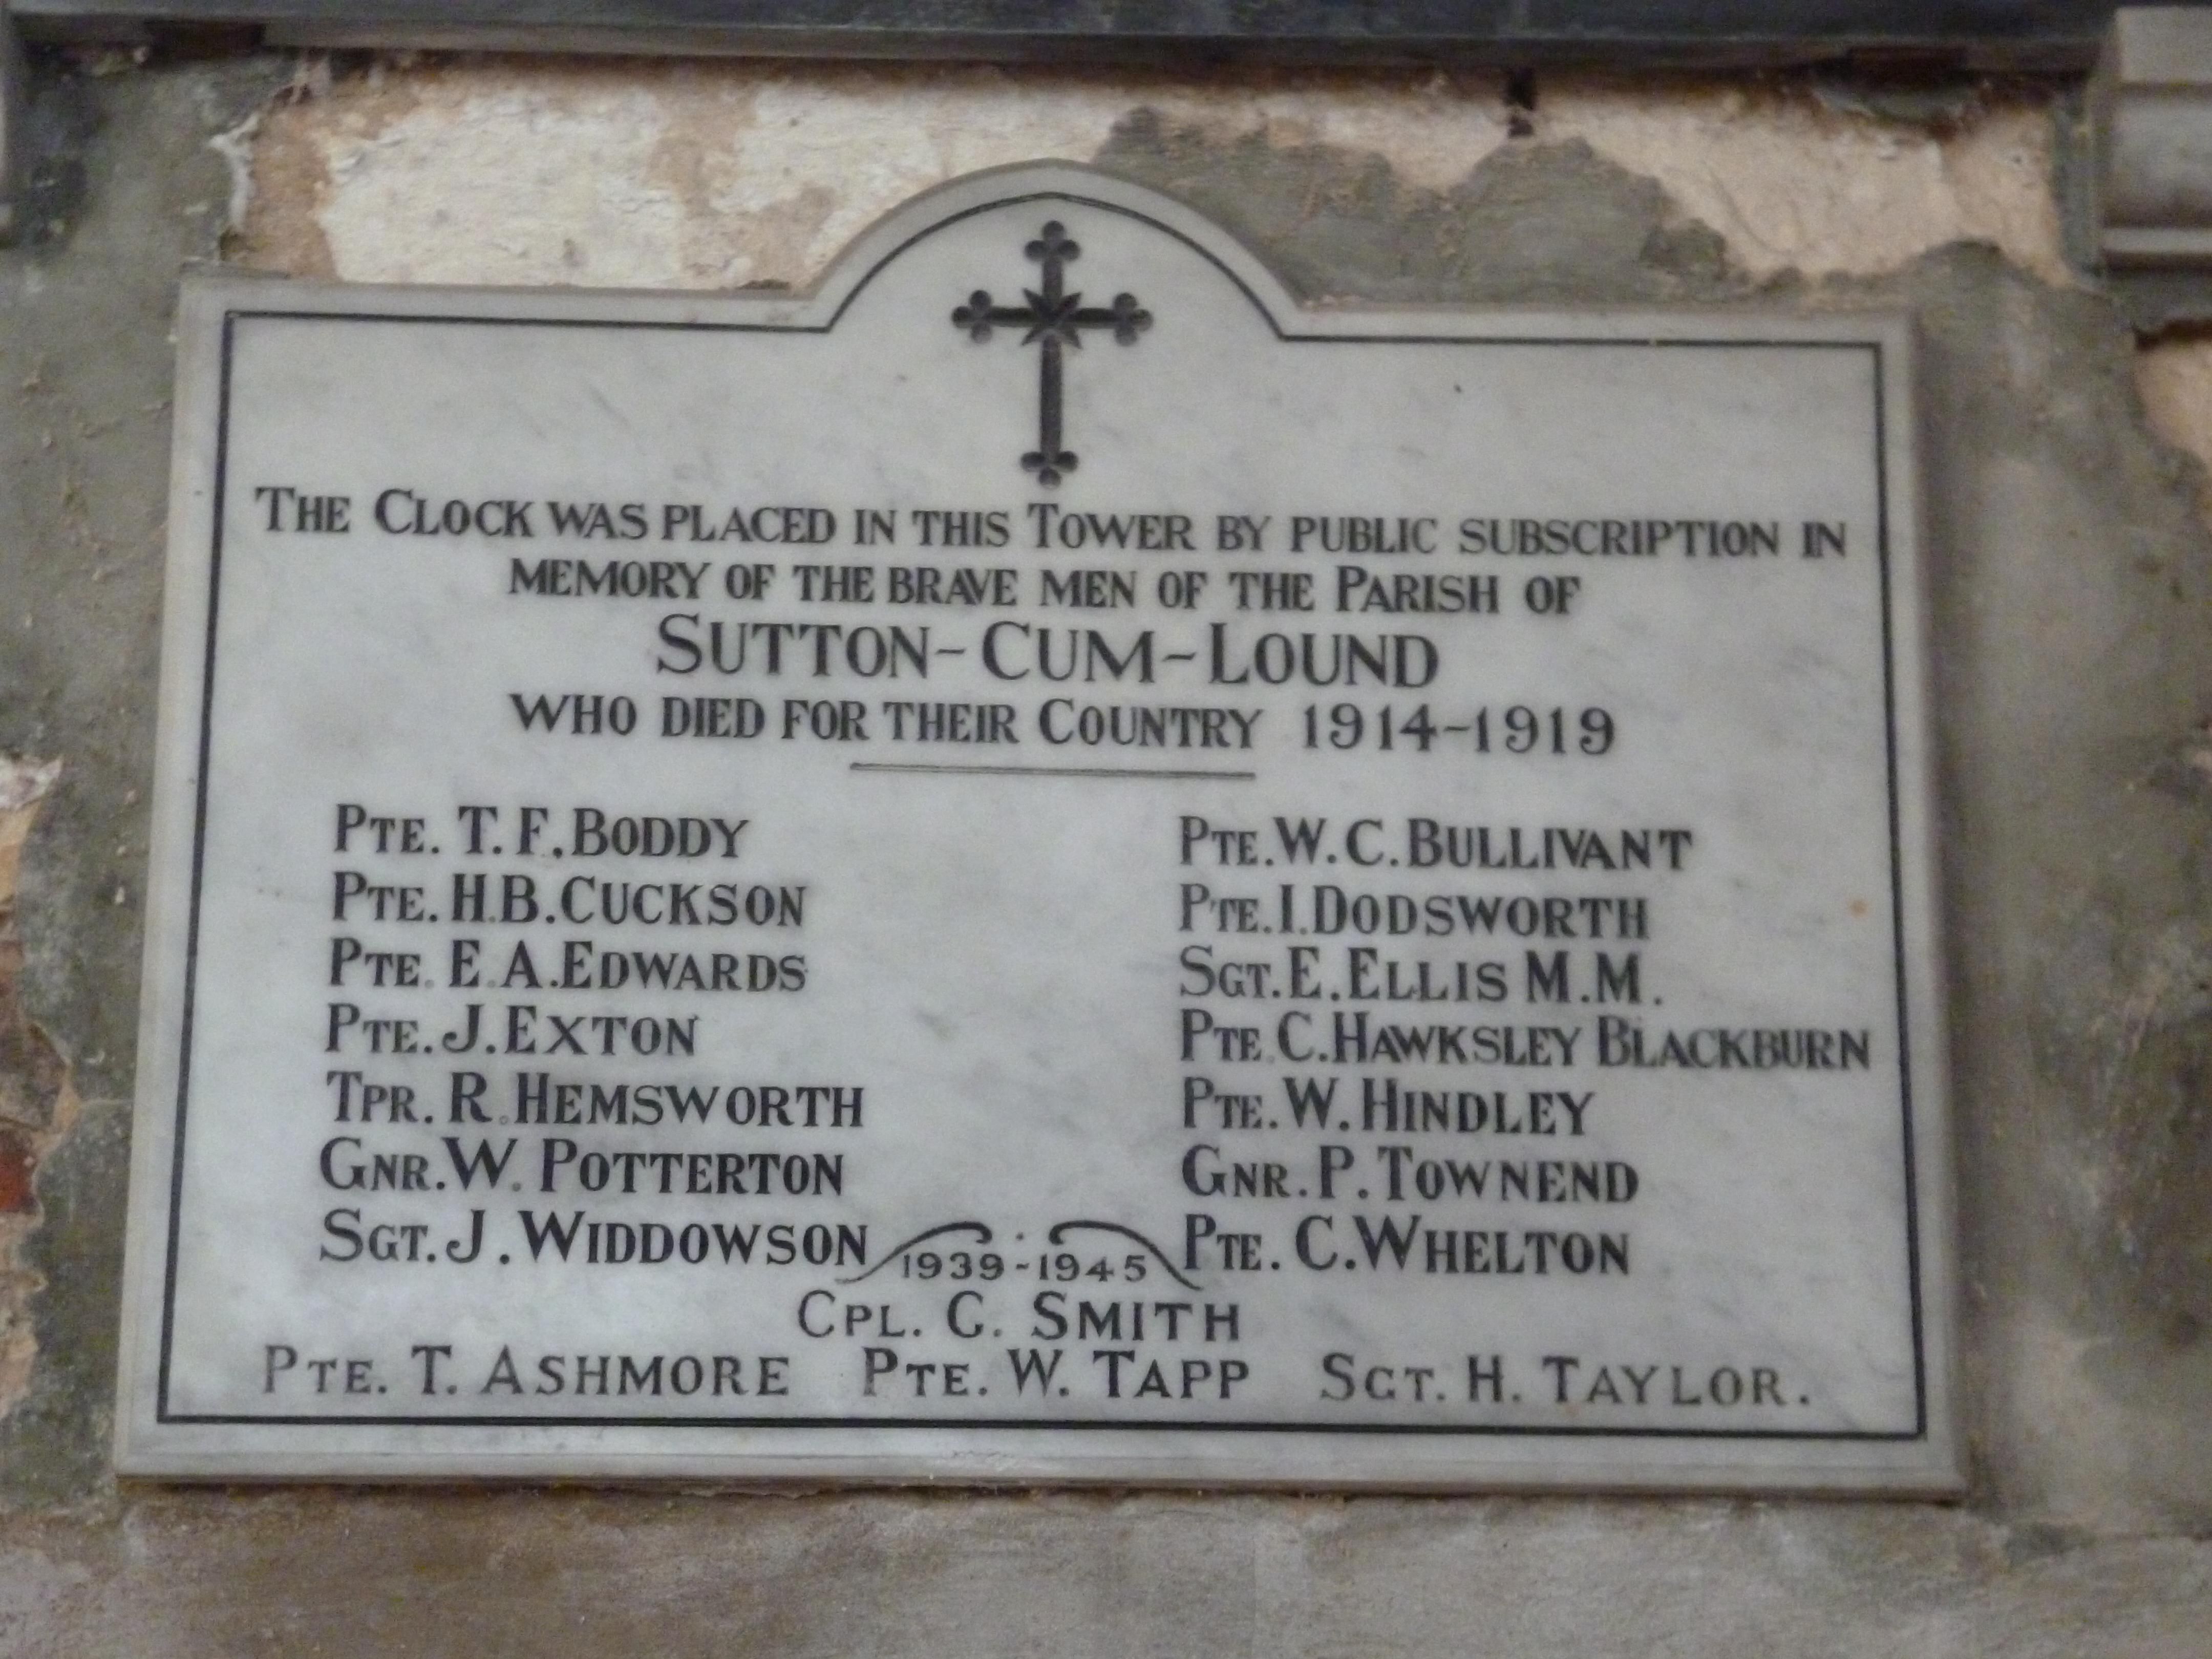 THE CLOCK WAS PLACED IN THIS TOWER BY PUBLIC SUBSCRIPTION IN
MEMORY OF THE BRAVE MEN OF THE PARISH OF
SUTTON-CUM-LOUND
WHO DIED FOR THEIR COUNTRY 1914-1919
PTE. T. F. BODDY
PTE. H.B. CUCKSON
PTE. E. A. EDWARDS
PTE. J. EXTON
TPR. R. HEMSWORTH
GNR. W. POTTERTON
SGT. J. WIDDOWSON
PTE. W. C. BULLIVANT
PTE. I. DODSWORTH
SGT. E. ELLIS M.M.
PTE C. HAWKSLEY BLACKBURN
PTE. W. HINDLEY
GNR. P. TOWNEND
PTE. C. WHELTON
1939-1945
CPL. G. SMITH
PTE. T. ASHMORE PTE. W. TAPP SGT. H. TAYLOR.